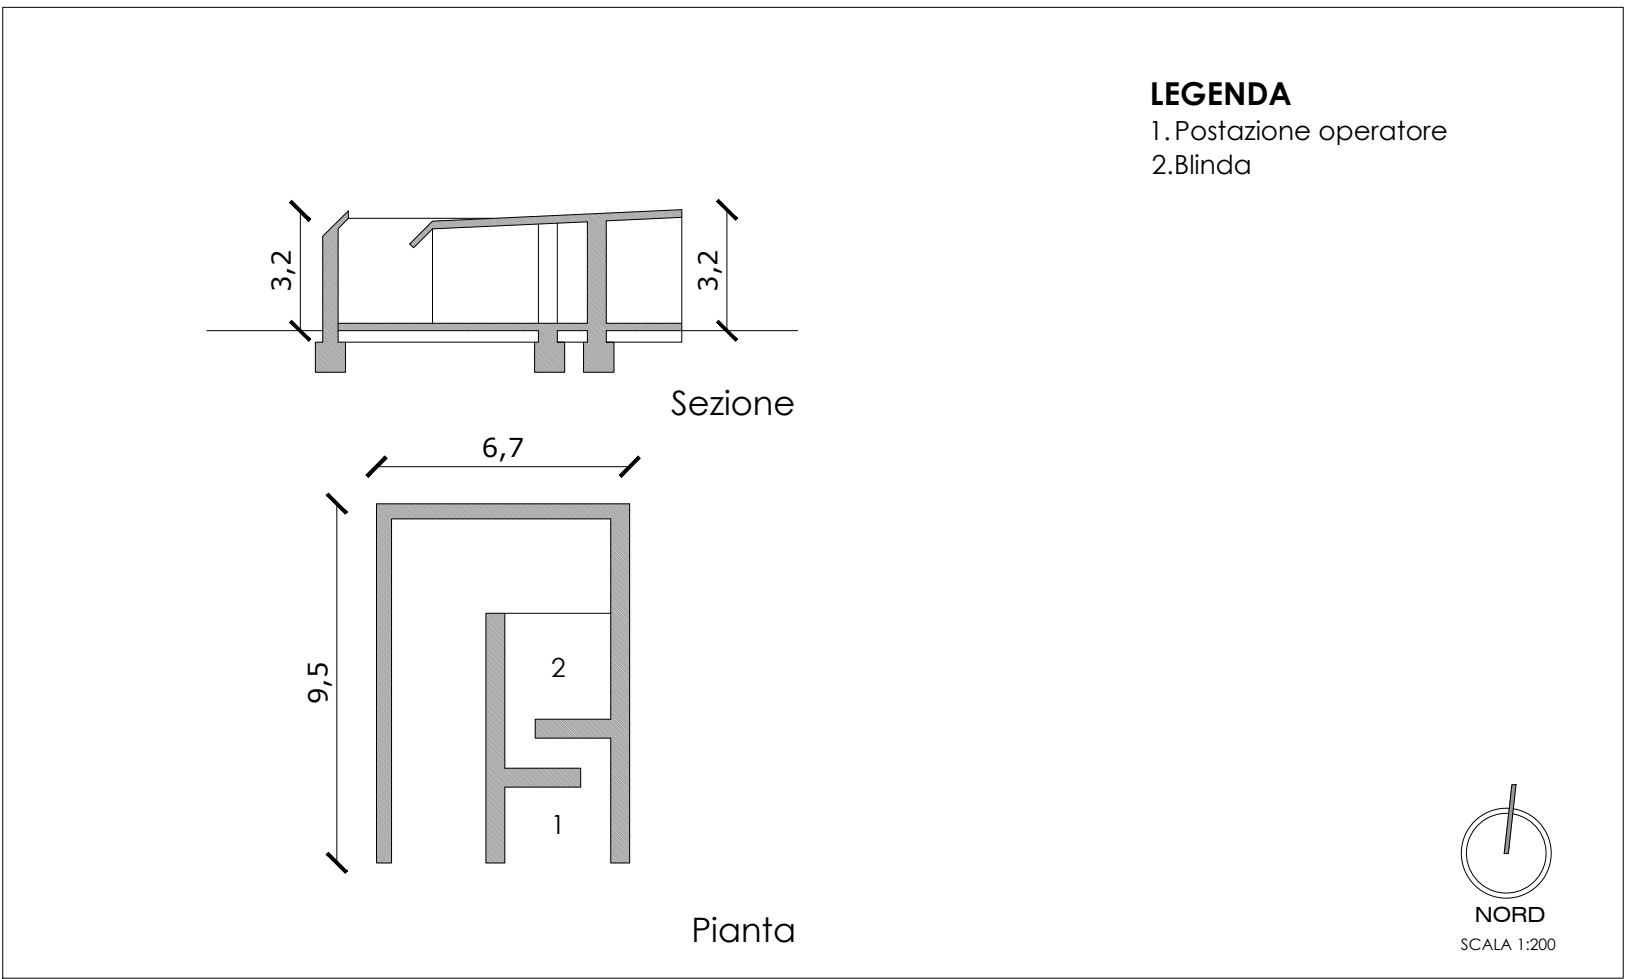 LEGENDA
1. Postazione operatore
2.Blinda
3,2
3,2
Sezione
6,7
9,5
2
1
Pianta
NORD
SCALA 1:200